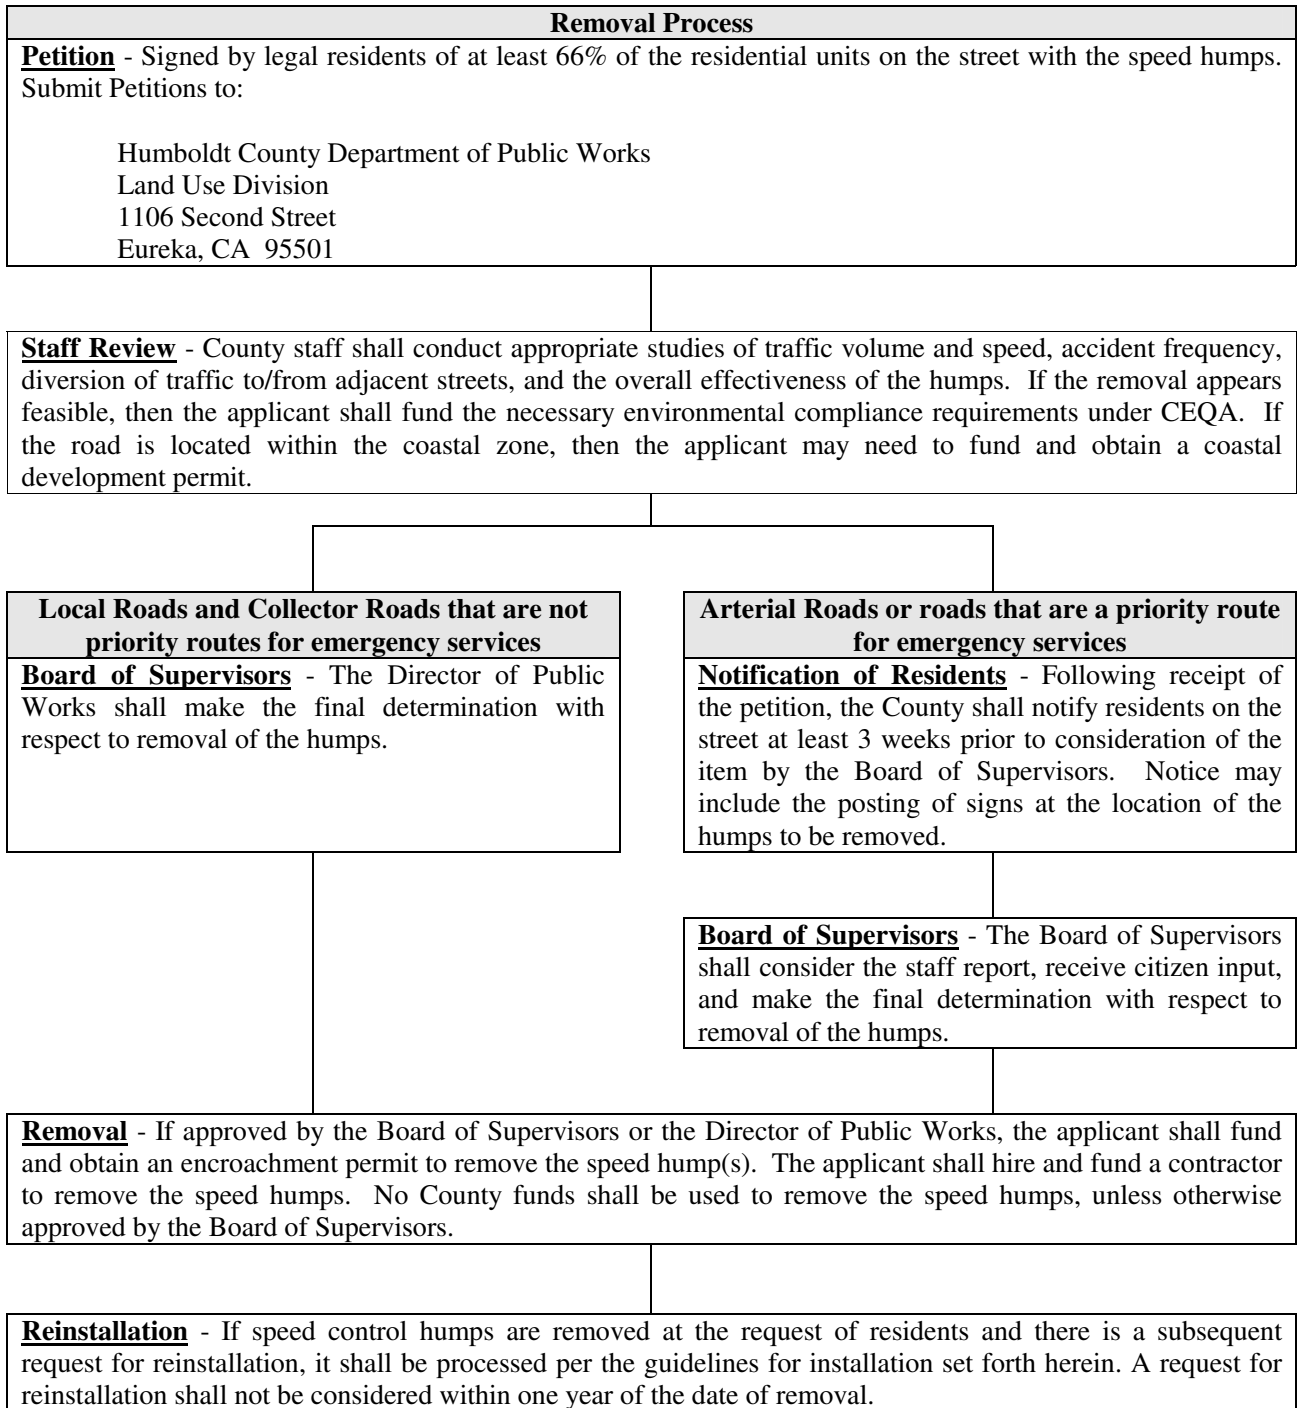 Removal Process
Petition - Signed by legal residents of at least 66% of the residential units on the street with the speed humps.
Submit Petitions to:
Humboldt County Department of Public Works
Land Use Division
1106 Second Street
Eureka, CA  95501
Staff Review - County staff shall conduct appropriate studies of traffic volume and speed, accident frequency,
diversion of traffic to/from adjacent streets, and the overall effectiveness of the humps.  If the removal appears
feasible, then the applicant shall fund the necessary environmental compliance requirements under CEQA.  If
the road is located within the coastal zone, then the applicant may need to fund and obtain a coastal
development permit.
Local Roads and Collector Roads that are not
priority routes for emergency services
Board of Supervisors - The Director of Public
Works shall make the final determination with
respect to removal of the humps.
Arterial Roads or roads that are a priority route
for emergency services
Notification of Residents - Following receipt of
the petition, the County shall notify residents on the
street at least 3 weeks prior to consideration of the
item by the Board of Supervisors.  Notice may
include the posting of signs at the location of the
humps to be removed.
Board of Supervisors - The Board of Supervisors
shall consider the staff report, receive citizen input,
and make the final determination with respect to
removal of the humps.
Removal - If approved by the Board of Supervisors or the Director of Public Works, the applicant shall fund
and obtain an encroachment permit to remove the speed hump(s).  The applicant shall hire and fund a contractor
to remove the speed humps.  No County funds shall be used to remove the speed humps, unless otherwise
approved by the Board of Supervisors.
Reinstallation - If speed control humps are removed at the request of residents and there is a subsequent
request for reinstallation, it shall be processed per the guidelines for installation set forth herein. A request for
reinstallation shall not be considered within one year of the date of removal.